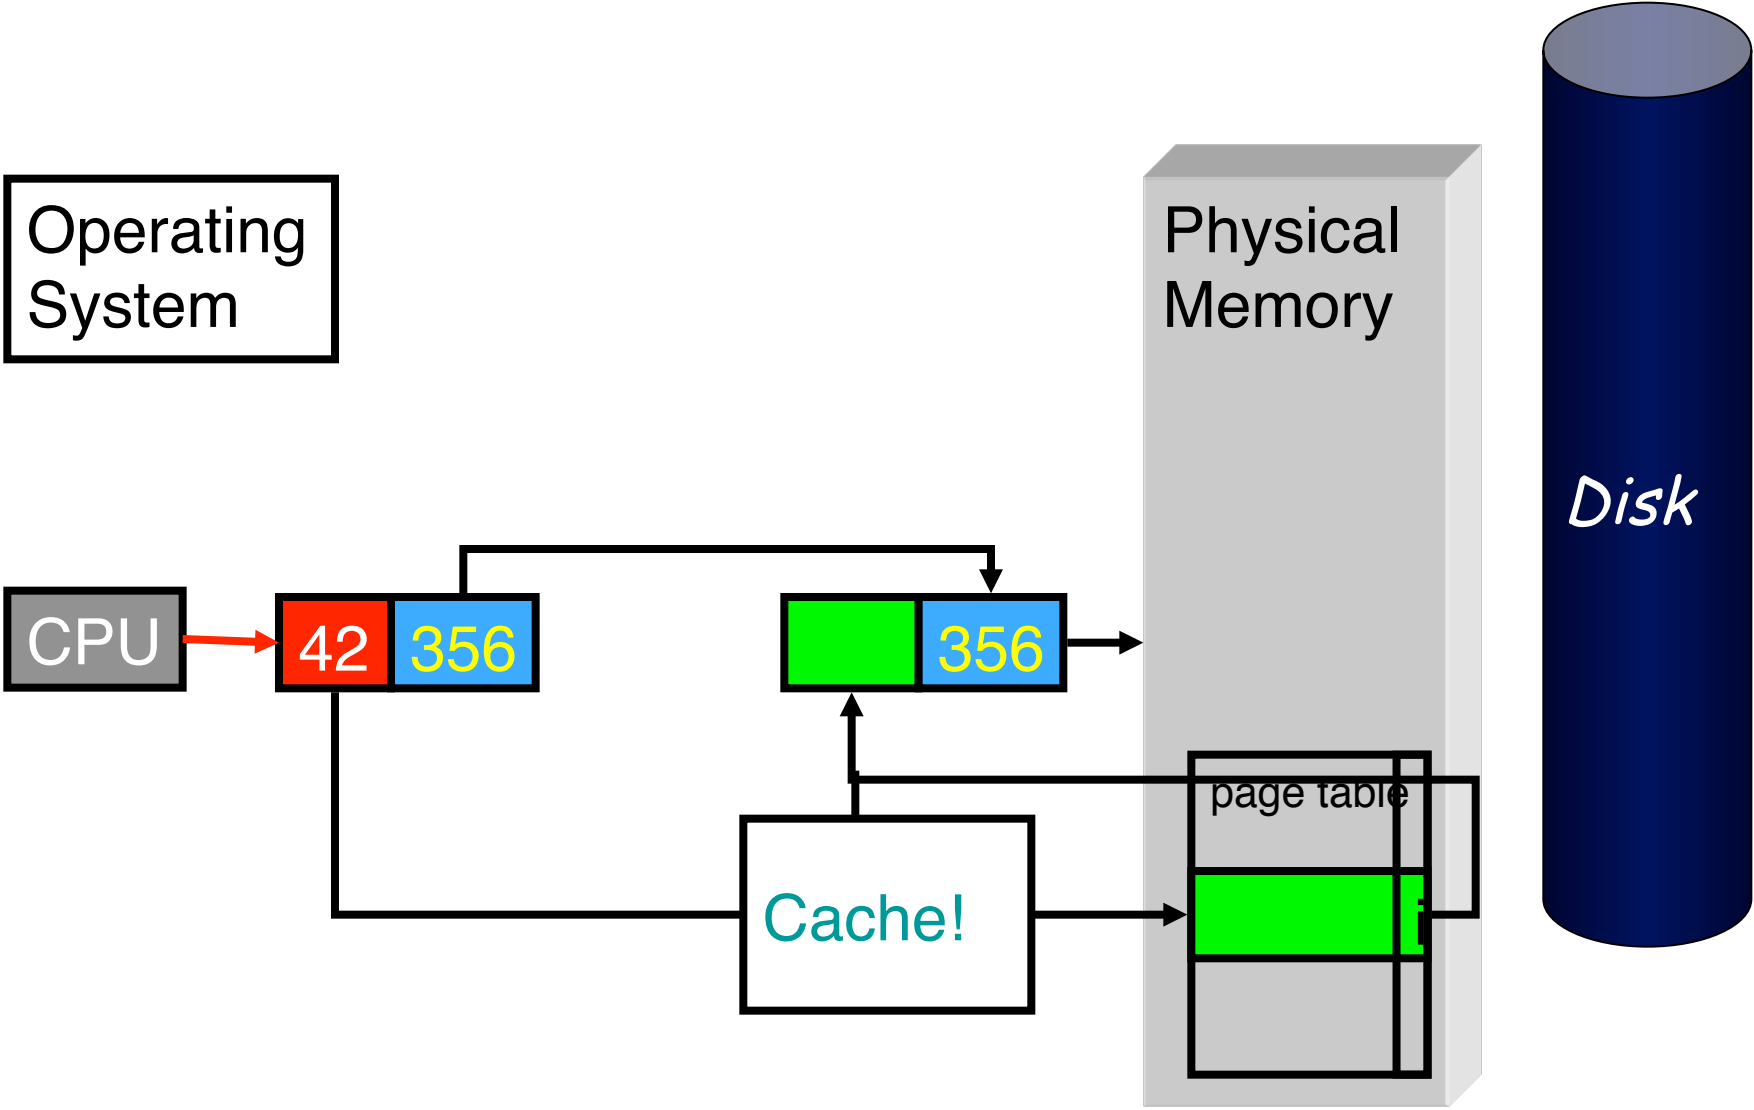 Operating
System
Physical
Memory
Disk
CPU
42 356
356
page table
Cache!
i